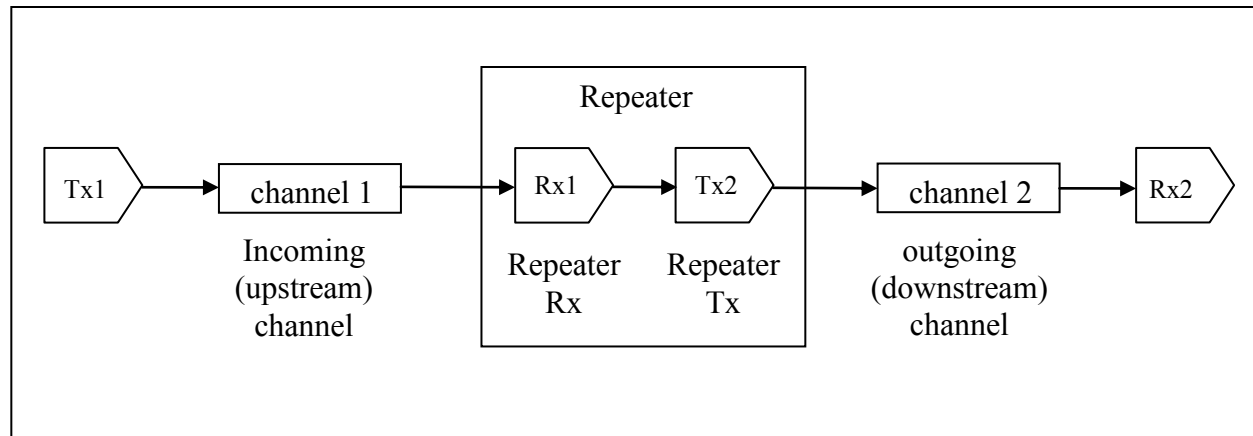 Repeater
Tx1
channel 1
Rx1
Tx2
channel 2
Rx2
Incoming
(upstream)
channel
Repeater
Rx
Repeater
Tx
outgoing
(downstream)
channel